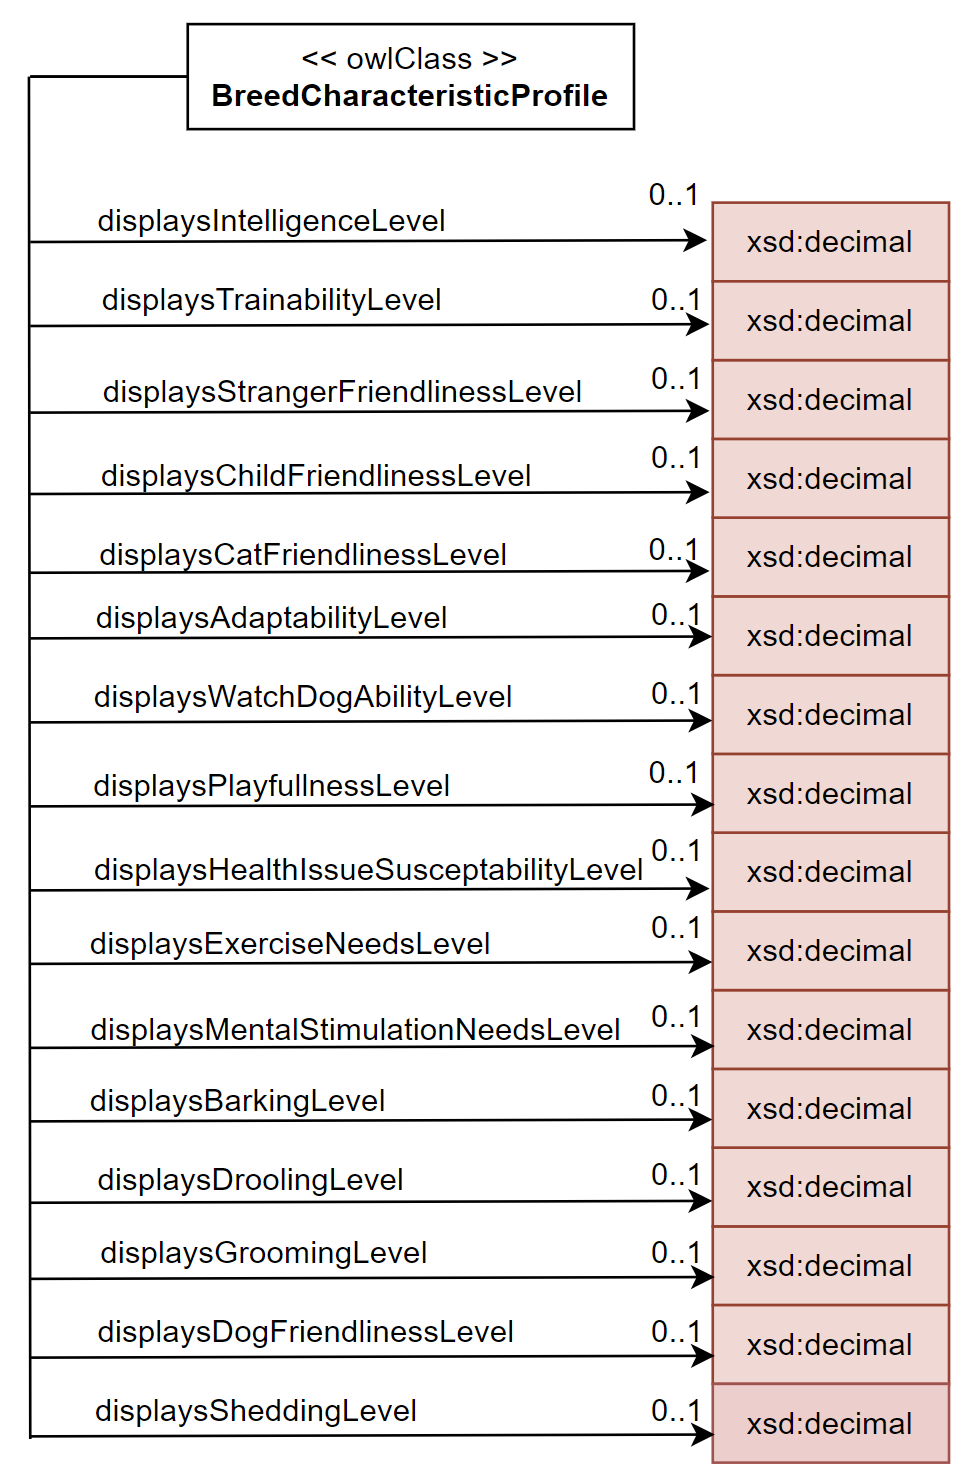 << owlClass >>
BreedCharacteristicProfile
displaysIntelligenceLevel 0..1 xsd:decimal
displaysTrainabilityLevel 0..1 xsd:decimal
displaysStrangerFriendlinessLevel 0..1 xsd:decimal
displaysChildFriendlinessLevel 0..1 xsd:decimal
displaysCatFriendlinessLevel 0..1 xsd:decimal
displaysAdaptabilityLevel 0..1 xsd:decimal
displaysWatchDogAbilityLevel 0..1 xsd:decimal
displaysPlayfullnessLevel 0..1 xsd:decimal
displaysHealthIssueSusceptabilityLevel 0..1 xsd:decimal
displaysExerciseNeedsLevel 0..1 xsd:decimal
displaysMentalStimulationNeedsLevel 0..1 xsd:decimal
displaysBarkingLevel 0..1 xsd:decimal
displaysDroolingLevel 0..1 xsd:decimal
displaysGroomingLevel 0..1 xsd:decimal
displaysDogFriendlinessLevel 0..1 xsd:decimal
displaysSheddingLevel 0..1 xsd:decimal